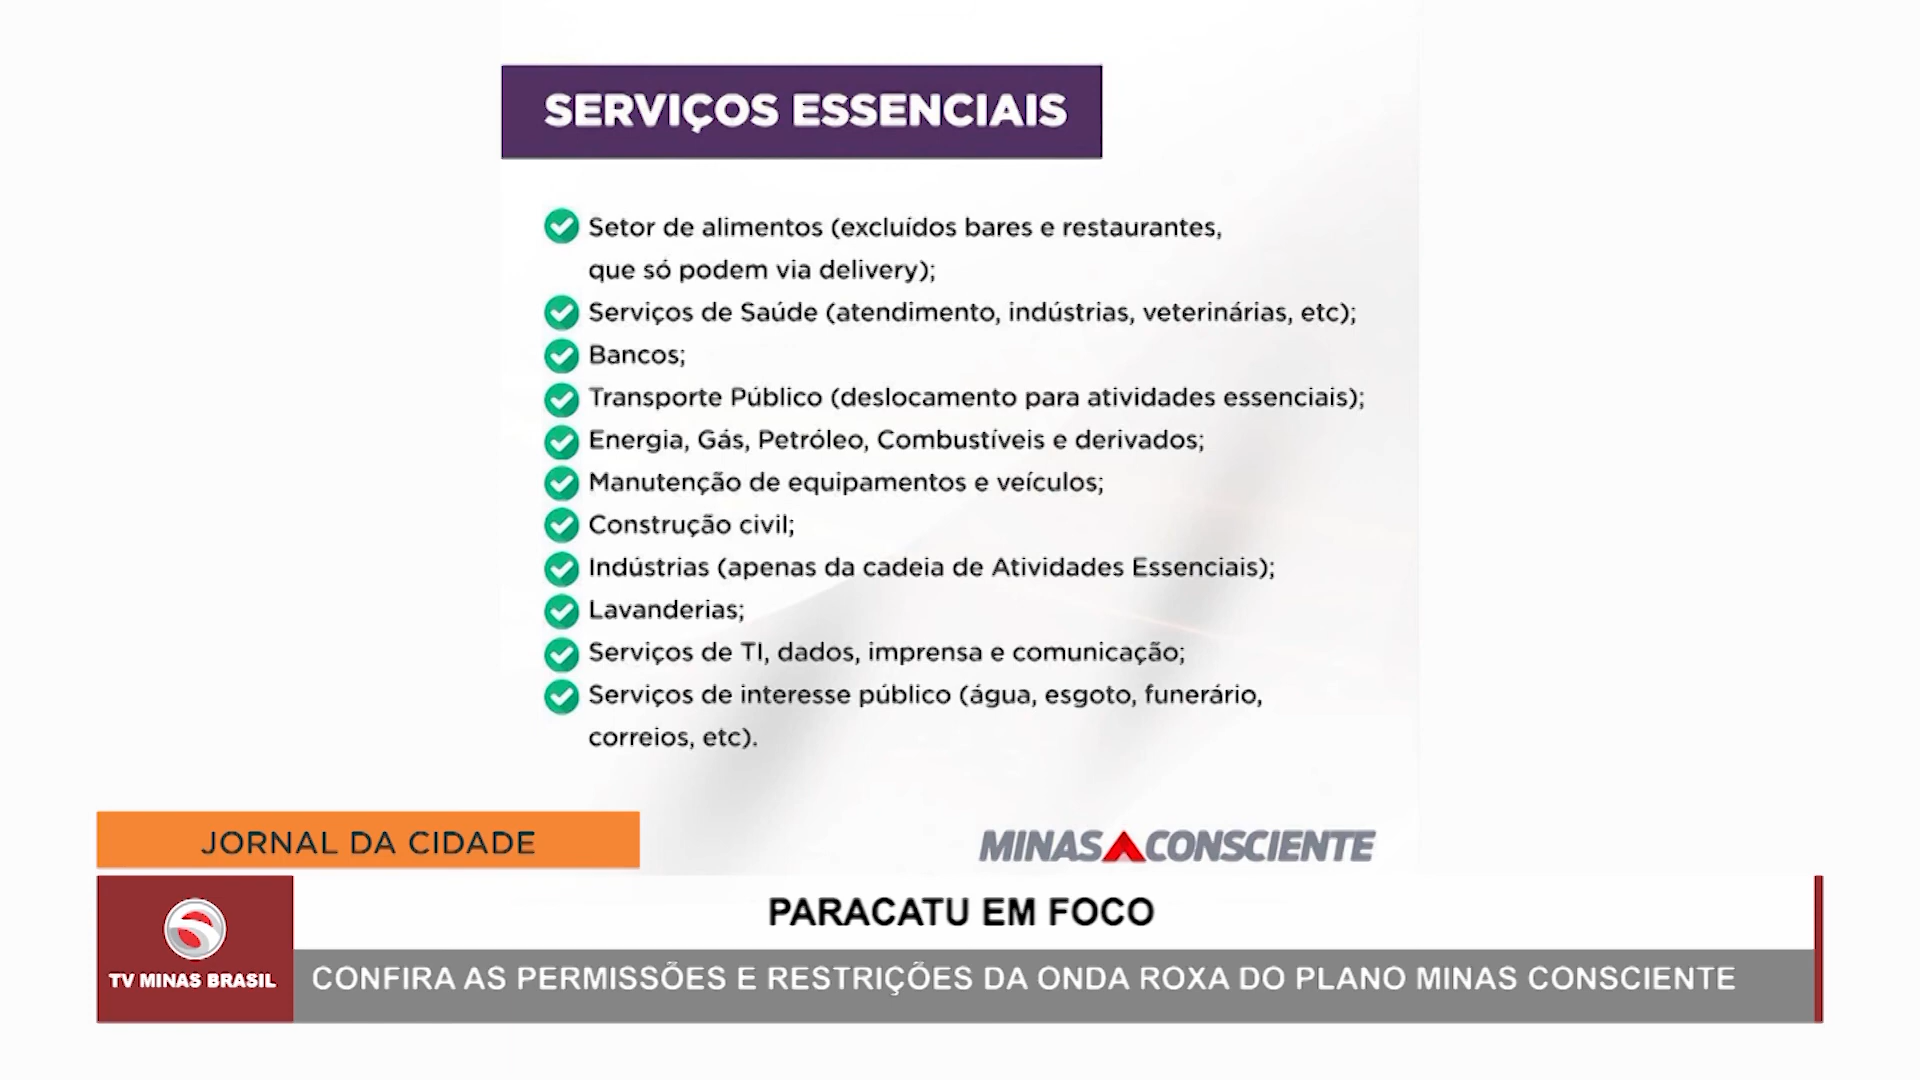 SERVIÇOS ESSENCIAIS
Setor de alimentos (excluídos bares e restaurantes,
que só podem via delivery);
Serviços de Saúde (atendimento, indústrias, veterinárias, etc);
Bancos;
Transporte Público (deslocamento para atividades essenciais);
Energia, Gás, Petróleo, Combustíveis e derivados;
Manutenção de equipamentos e veículos;
Construção civil;
Indústrias (apenas da cadeia de Atividades Essenciais);
Lavanderias;
Serviços de TI, dados, imprensa e comunicação;
Serviços de interesse público (água, esgoto, funerário,
correios, etc).
JORNAL DA CIDADE
MINAS CONSCIENTE
PARACATU EM FOCO
TV MINAS BRASIL
CONFIRA AS PERMISSÕES E RESTRIÇÕES DA ONDA ROXA DO PLANO MINAS CONSCIENTE